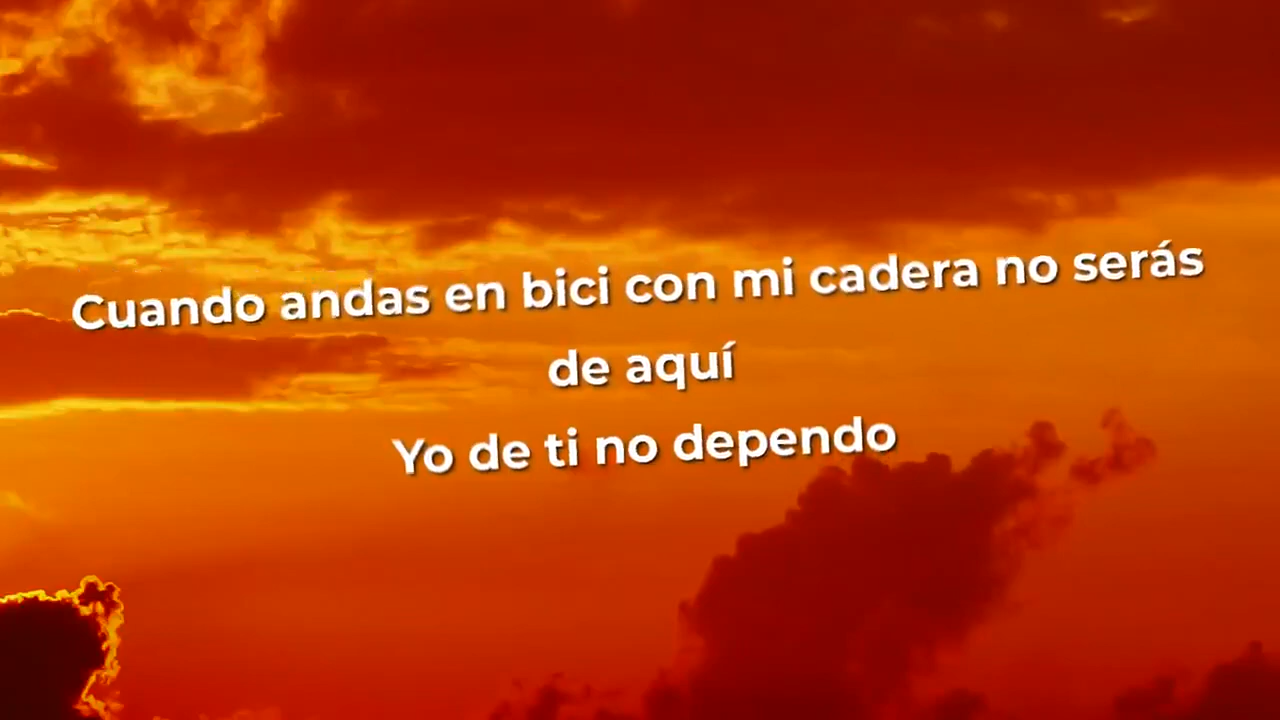 Cuando andas en bici con mi cadera no serás
de aquí
Yo de ti no dependo